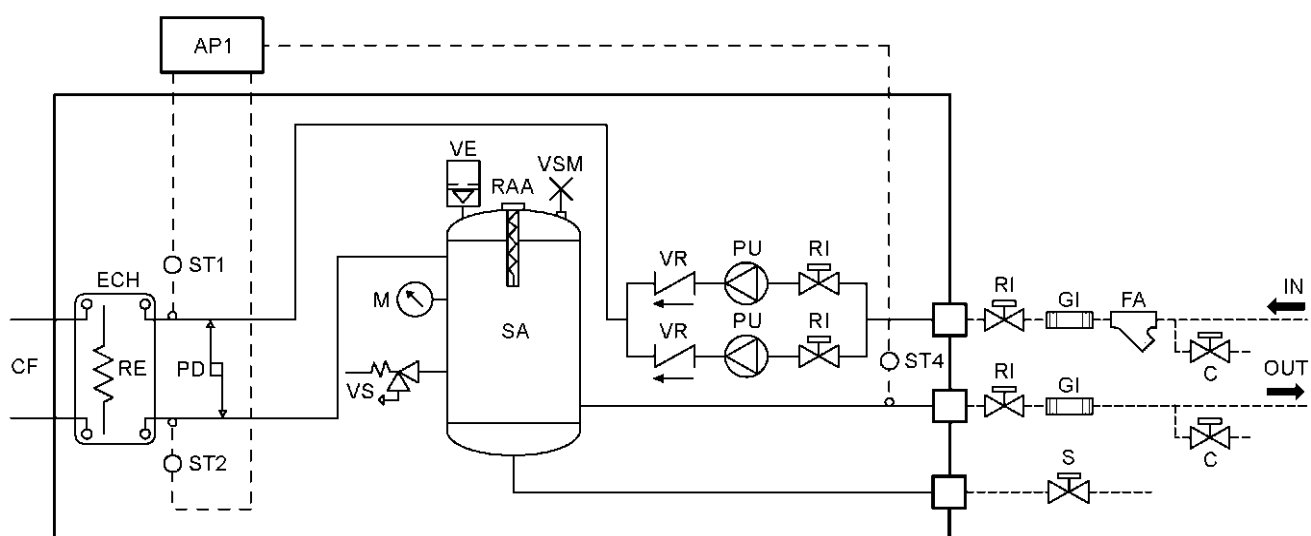 AP1
VE
VSM
RAA
ST1
ECH
M
VR
PU
RI
RI
GI
FA
IN
SA
CF
RE
PD
VS
VR
PU
RI
ST4
C
RI
GI
OUT
ST2
C
S